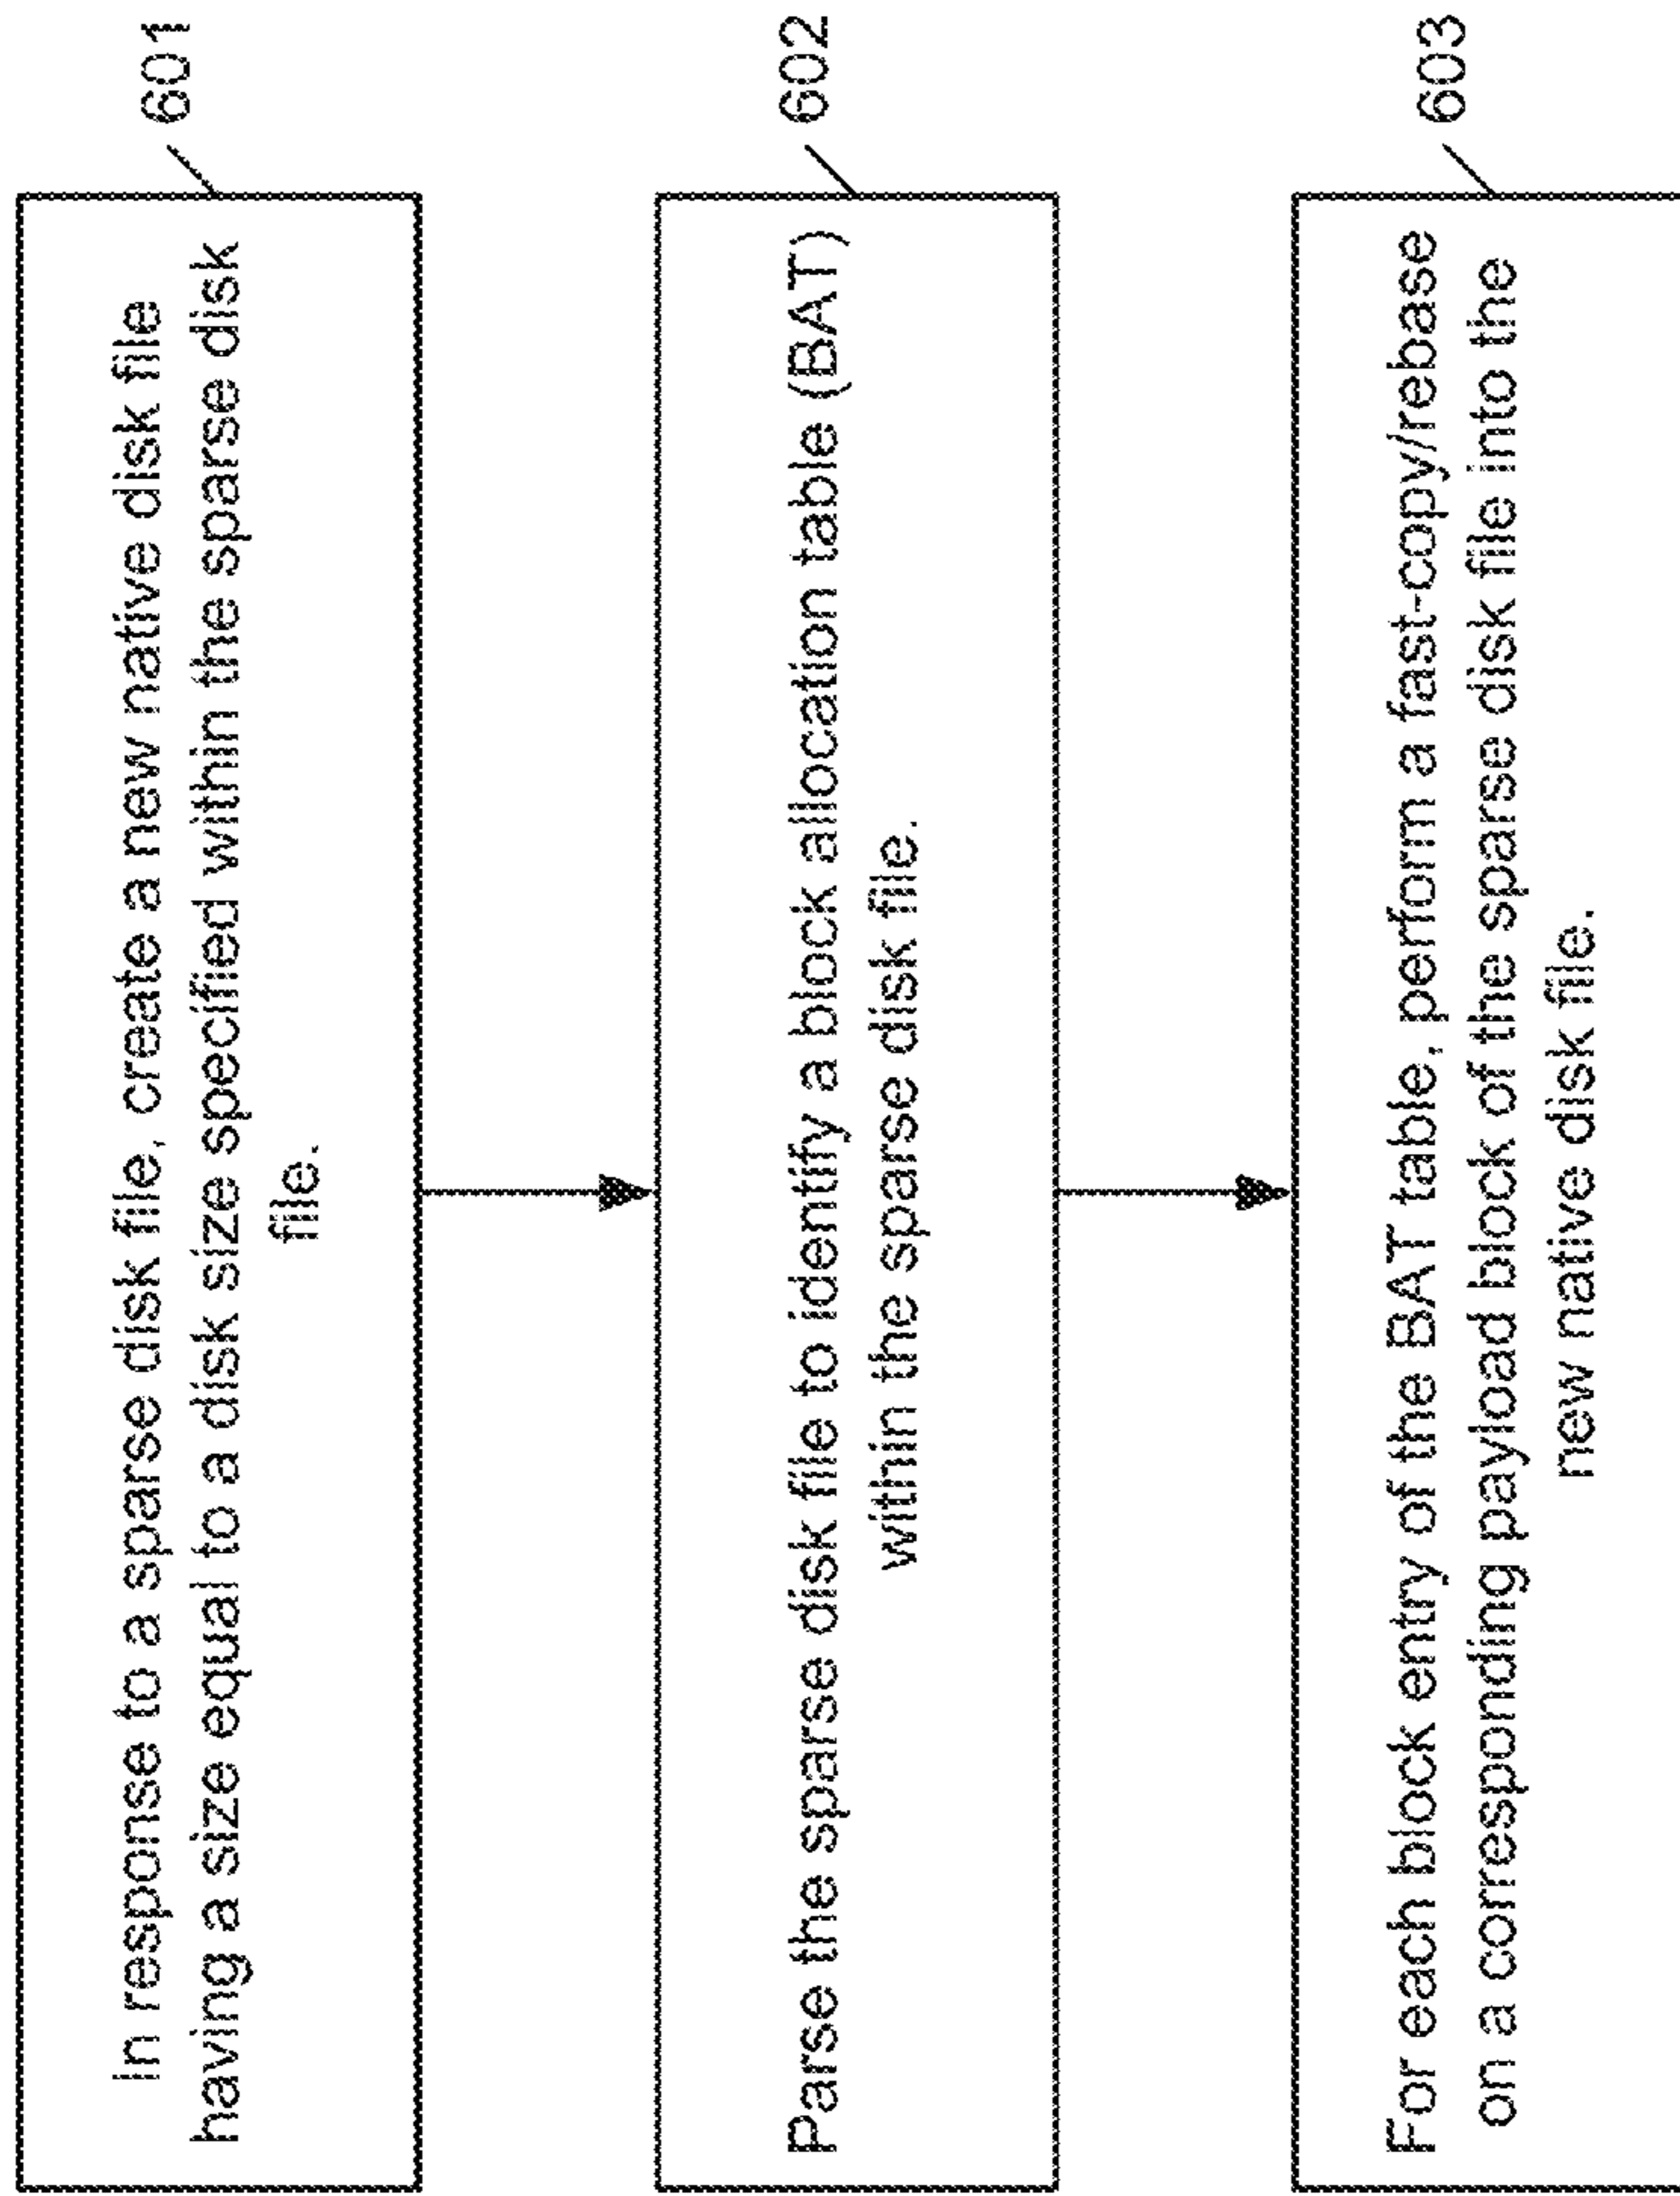 In response to a sparse disk file, create a new native disk file
having a size equal to a disk size specified within the sparse disk
file.
601
Parse the sparse disk file to identify a block allocation table (BAT)
within the sparse disk file.
602
For each block entry of the BAT table, perform a fast-copy/rebase
on a corresponding payload block of the sparse disk file into the
new native disk file.
603